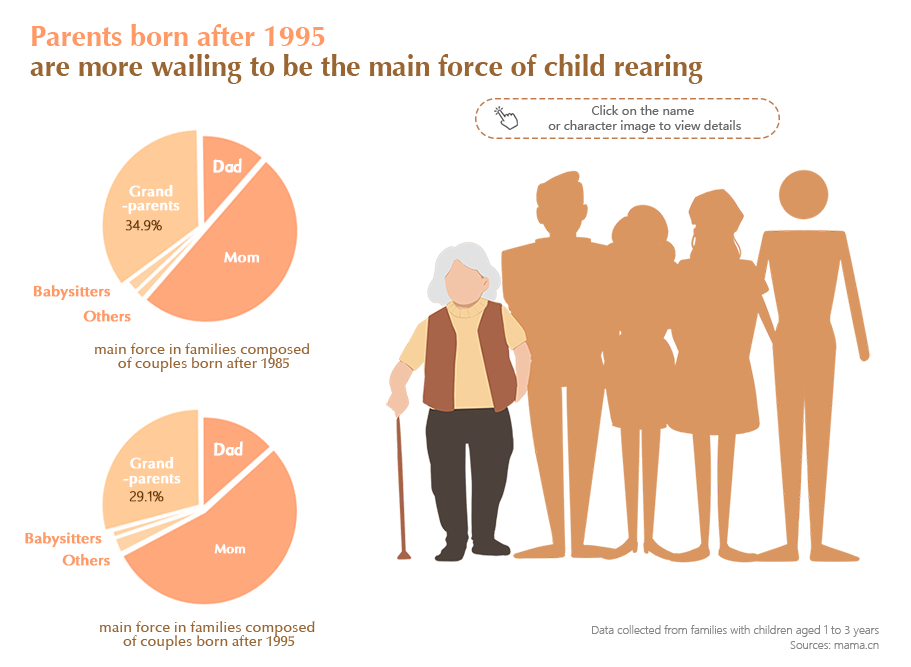 Parents born after 1995
are more wailing to be the main force of child rearing
Click on the name
or character image to view details
Dad
Grand
-parents
34.9%
Mom
Babysitters
Others
main force in families composed
of couples born after 1985
Dad
Grand
-parents
29.1%
Mom
Babysitters
Others
main force in families composed
of couples born after 1995
Data collected from families with children aged 1 to 3 years
Sources: mama.cn